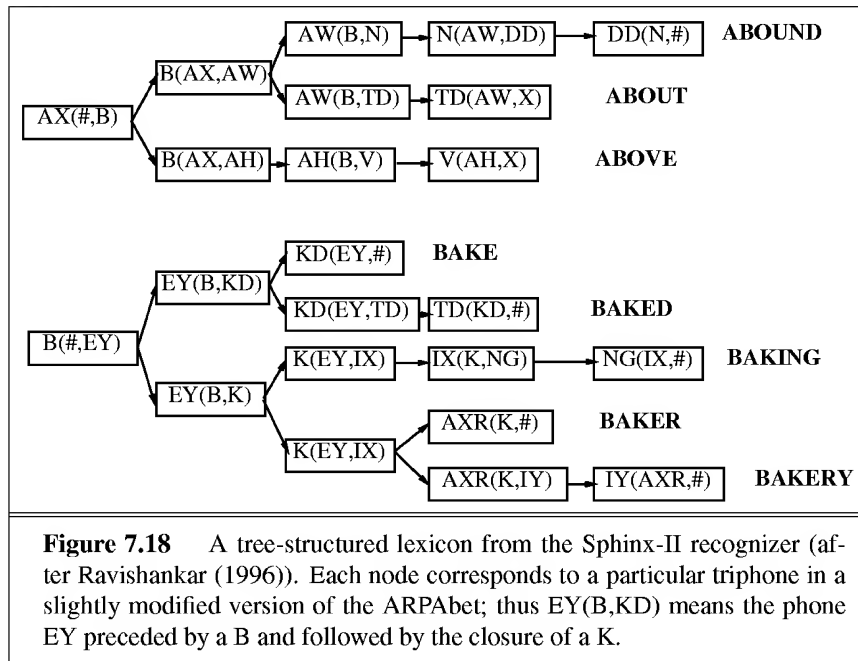 AW(B,N) N(AW,DD) DD(N,#) ABOUND
B(AX,AW)
AW(B,TD) TD(AW,X) ABOUT
AX(#,B)
B(AX,AH) AH(B,V) V(AH,X) ABOVE
KD(EY,#) BAKE
EY(B,KD)
KD(EY,TD) TD(KD,#) BAKED
B(#,EY)
K(EY,IX) IX(K,NG) NG(IX,#) BAKING
EY(B,K)
AXR(K,#) BAKER
K(EY,IX)
AXR(K,IY) IY(AXR,#) BAKERY
Figure 7.18 A tree-structured lexicon from the Sphinx-II recognizer (af-
ter Ravishankar (1996)). Each node corresponds to a particular triphone in a
slightly modified version of the ARPAbet; thus EY(B,KD) means the phone
EY preceded by a B and followed by the closure of a K.